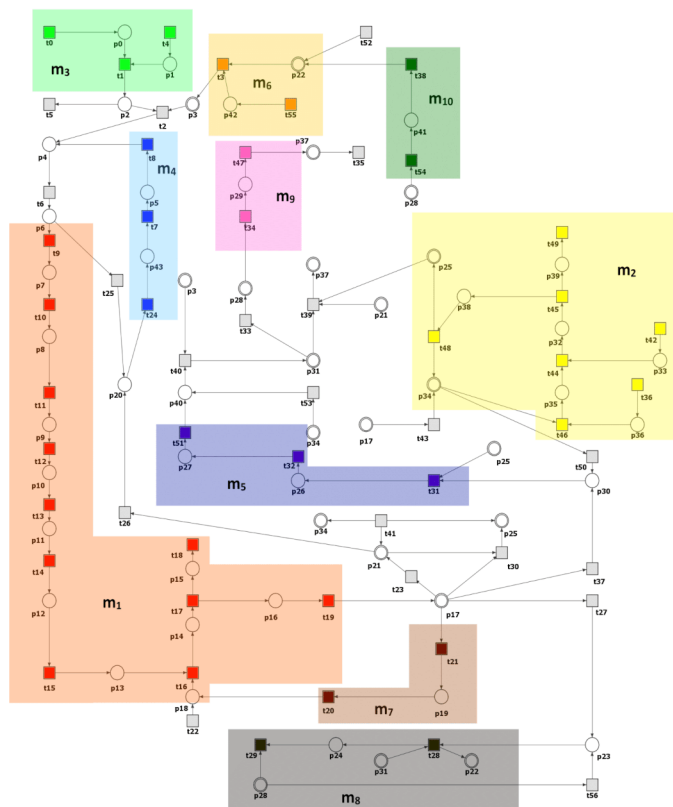 t52
t0 p0 t4
t1 p1
m3
t3 p22 t38
m6
m10
t5 p2 t2 p3
p42 t55
p41
p37
p4 t8
m4
t47 t35
t54
t6 p5
p29 m9
p28
p6
t9 t7
t34
t49
p7 t25 p43
p3 p37
p25
p39 m2
t10
t24
p28 t39 p21
p38 t45
p8
t33
t48
p32 t42
t40 p31
t44 p33
p20
t11
p40 t53
p34
p35 t36
p9
t51 p34
p17 t43
t46 p36
t12
p27 t32
p25
t50
p10
m5 p26 t31
p30
t13
t26
p34 t41 p25
p11
t18
p21 t30
t14
p15
t23 t37
p12
m1 t17
p16 t19 p17 t27
p14
t21
t15 p13 t16
p18 t20 m7 p19
t22
t29 p24 t28 p23
p31 p22
p28 m8 t56